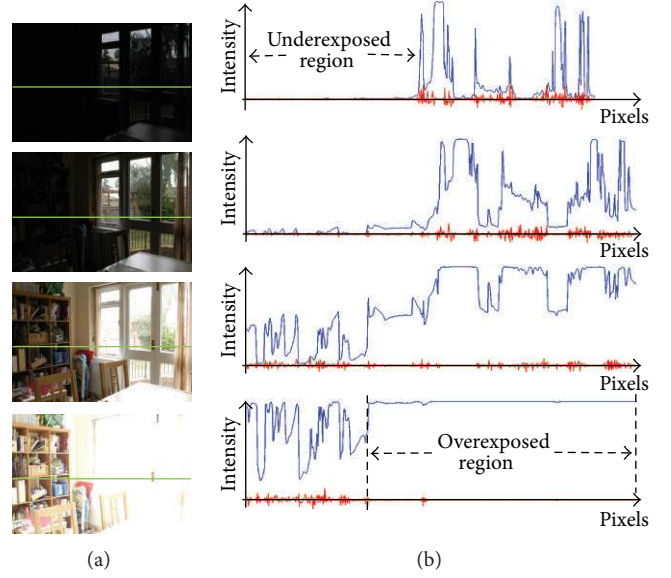 Intensity
Underexposed
region
Pixels
Intensity
Pixels
Intensity
Pixels
Intensity
Overexposed
region
Pixels
(a)
(b)